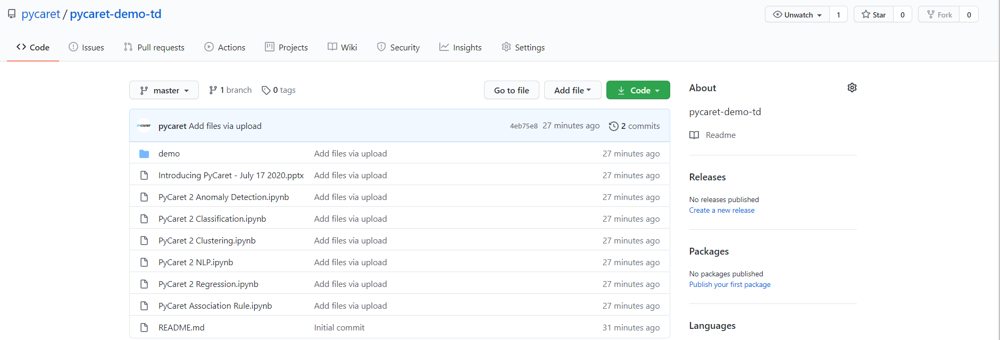 pycaret / pycaret-demo-td
Unwatch 1 Star 0 Fork 0
Code Issues Pull requests Actions Projects Wiki Security Insights Settings
master 1 branch 0 tags Go to file Add file Code
pycaret Add files via upload 4eb75e8 27 minutes ago 2 commits
demo Add files via upload 27 minutes ago
Introducing PyCaret - July 17 2020.pptx Add files via upload 27 minutes ago
PyCaret 2 Anomaly Detection.ipynb Add files via upload 27 minutes ago
PyCaret 2 Classification.ipynb Add files via upload 27 minutes ago
PyCaret 2 Clustering.ipynb Add files via upload 27 minutes ago
PyCaret 2 NLP.ipynb Add files via upload 27 minutes ago
PyCaret 2 Regression.ipynb Add files via upload 27 minutes ago
PyCaret Association Rule.ipynb Add files via upload 27 minutes ago
README.md Initial commit 31 minutes ago
About
pycaret-demo-td
Readme
Releases
No releases published
Create a new release
Packages
No packages published
Publish your first package
Languages